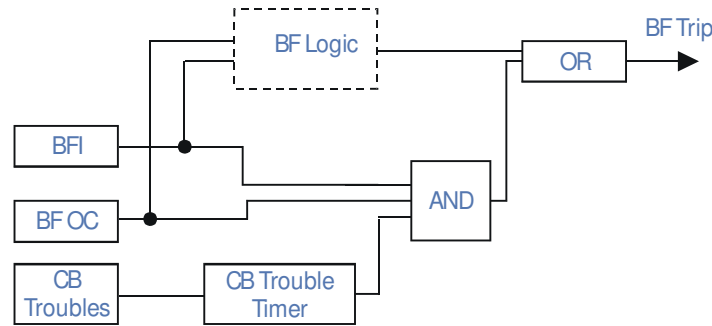 BF Logic
BF Trip
OR
BFI
AND
BF OC
CB
Troubles
CB Trouble
Timer